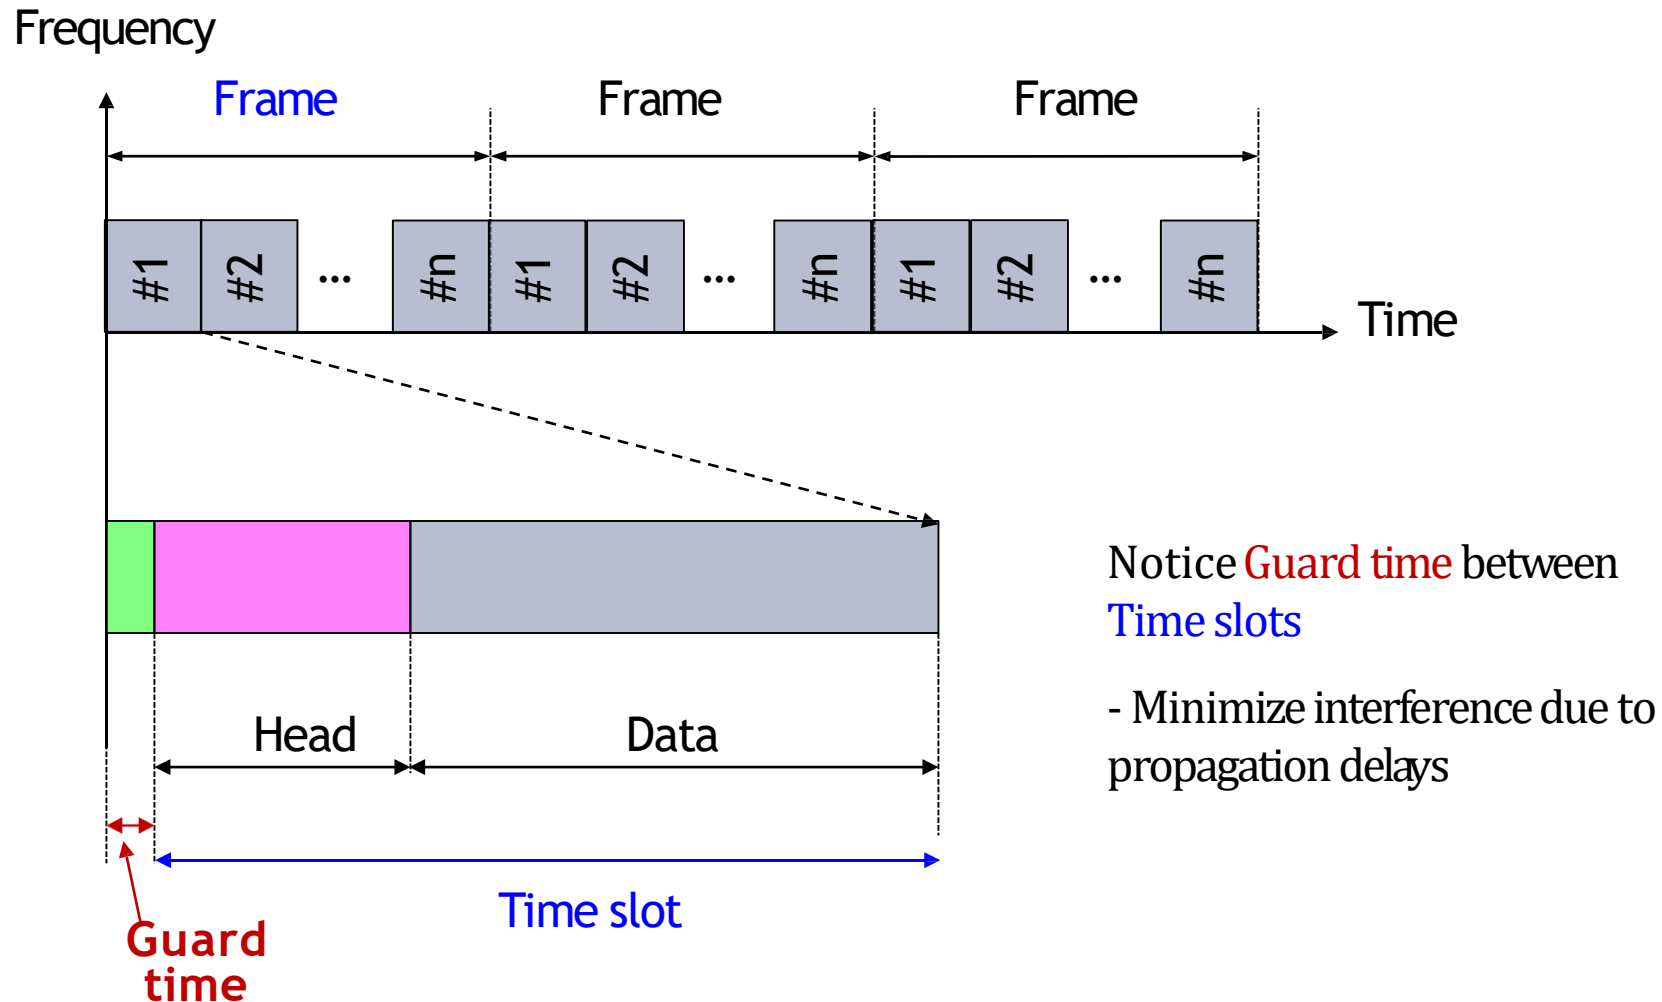 Frequency
Frame
Frame
Frame
#1
#2
...
#n
#1
#2
...
#n
#1
#2
...
#n
Time
Notice Guard time between
Time slots
- Minimize interference due to
propagation delays
Head
Data
Time slot
Guard
time